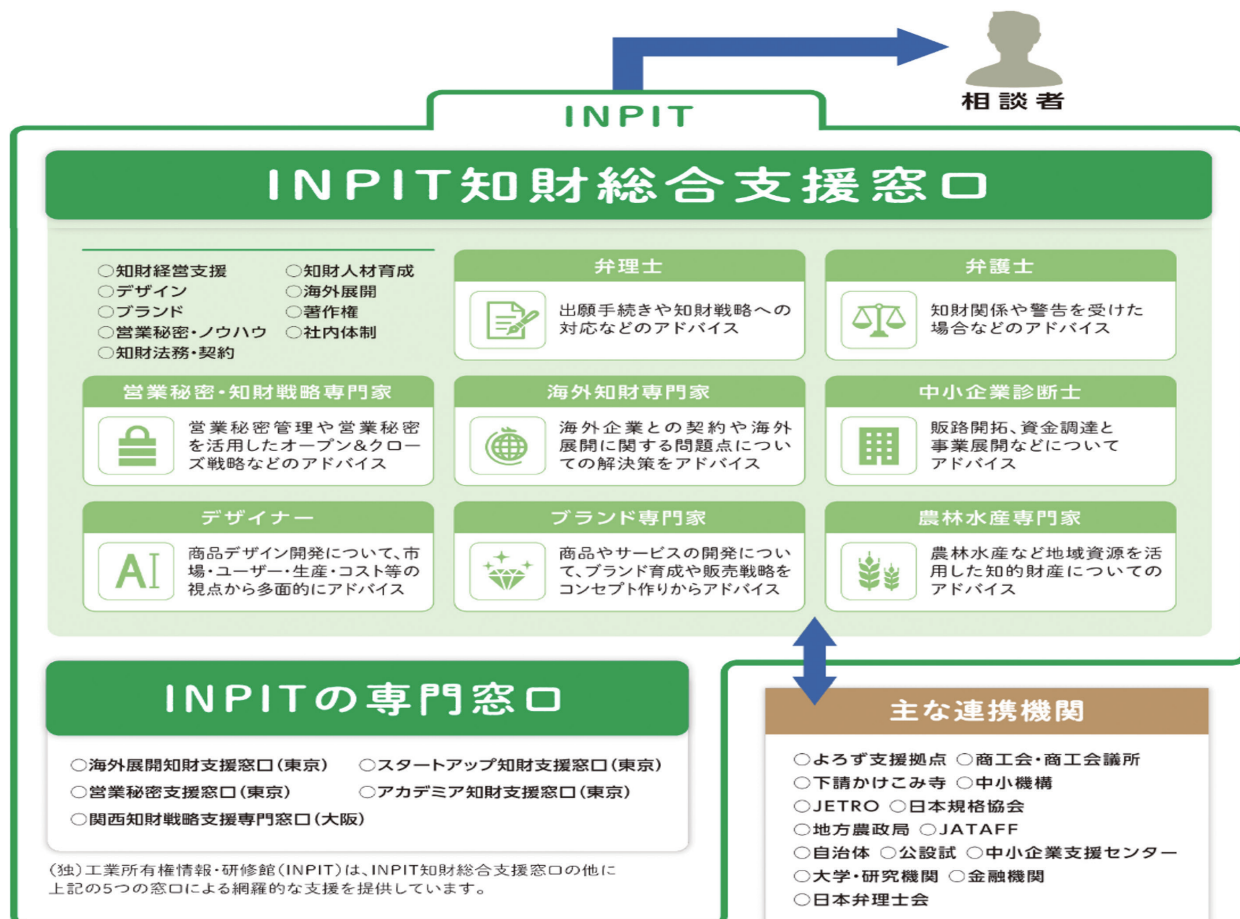 相談者
INPIT
INPIT知財総合支援窓口
○知財経営支援 ○知財人材育成
○デザイン ○海外展開
○ブランド ○著作権
○営業秘密・ノウハウ ○社内体制
○知財法務・契約
弁理士
出願手続きや知財戦略への
対応などのアドバイス
弁護士
知財関係や警告を受けた
場合などのアドバイス
営業秘密・知財戦略専門家
営業秘密管理や営業秘密
を活用したオープン&クロー
ズ戦略などのアドバイス
海外知財専門家
海外企業との契約や海外
展開に関する問題点につい
ての解決策をアドバイス
中小企業診断士
販路開拓、資金調達と
事業展開などについて
アドバイス
デザイナー
商品デザイン開発について、市
場・ユーザー・生産・コスト等の
視点から多面的にアドバイス
ブランド専門家
商品やサービスの開発につい
て、ブランド育成や販売戦略を
コンセプト作りからアドバイス
農林水産専門家
農林水産など地域資源を活
用した知的財産についての
アドバイス
INPITの専門窓口
○海外展開知財支援窓口(東京) ○スタートアップ知財支援窓口(東京)
○営業秘密支援窓口(東京) ○アカデミア知財支援窓口(東京)
○関西知財戦略支援専門窓口(大阪)
(独)工業所有権情報・研修館(INPIT)は、INPIT知財総合支援窓口の他に
上記の5つの窓口による網羅的な支援を提供しています。
主な連携機関
○よろず支援拠点 ○商工会・商工会議所
○下請かけこみ寺 ○中小機構
○JETRO ○日本規格協会
○地方農政局 ○JATAFF
○自治体 ○公設試 ○中小企業支援センター
○大学・研究機関 ○金融機関
○日本弁理士会